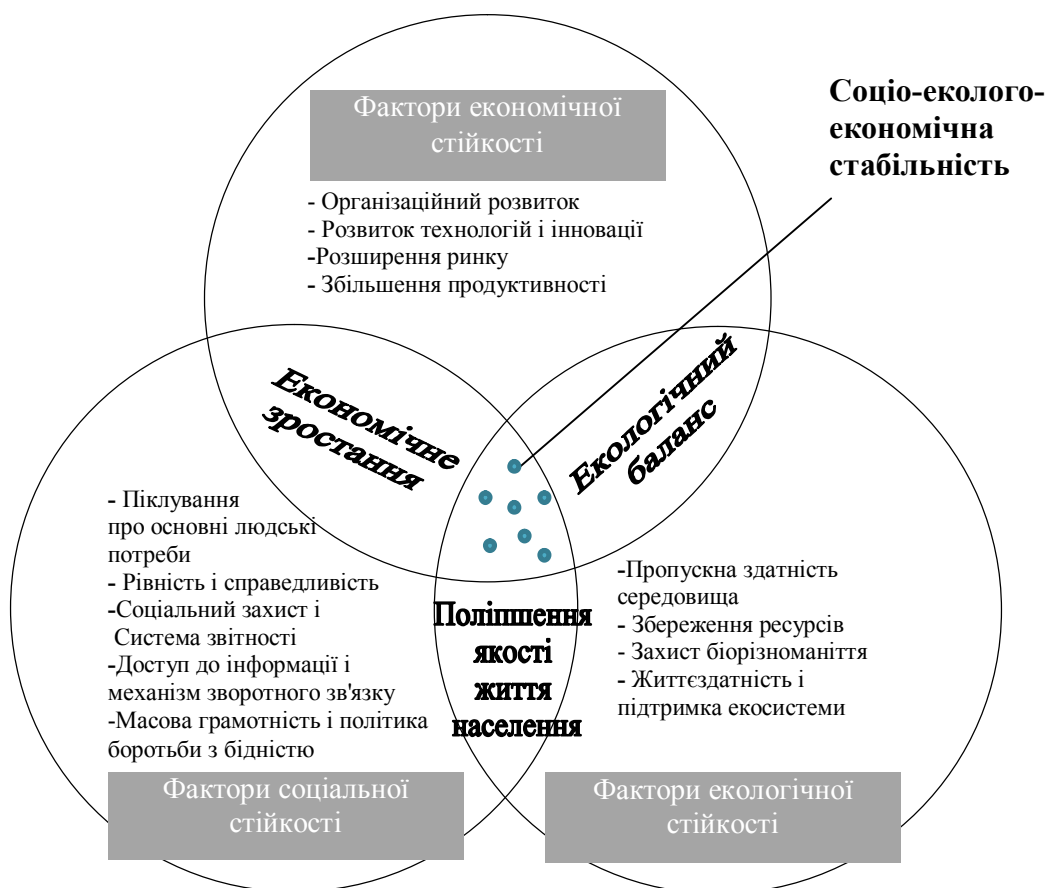 Соціо-еколого-
економічна
стабільність
Фактори економічної
стійкості
- Організаційний розвиток
- Розвиток технологій і інновації
-Розширення ринку
- Збільшення продуктивності
Економічне
зростання
Екологічний
баланс
- Піклування
про основні людські
потреби
- Рівність і справедливість
-Соціальний захист і
Система звітності
-Доступ до інформації і
механізм зворотного зв'язку
-Масова грамотність і політика
боротьби з бідністю
Поліпшення
якості
життя
населення
-Пропускна здатність
середовища
- Збереження ресурсів
- Захист біорізноманіття
- Життєздатність і
підтримка екосистеми
Фактори соціальної
стійкості
Фактори екологічної
стійкості